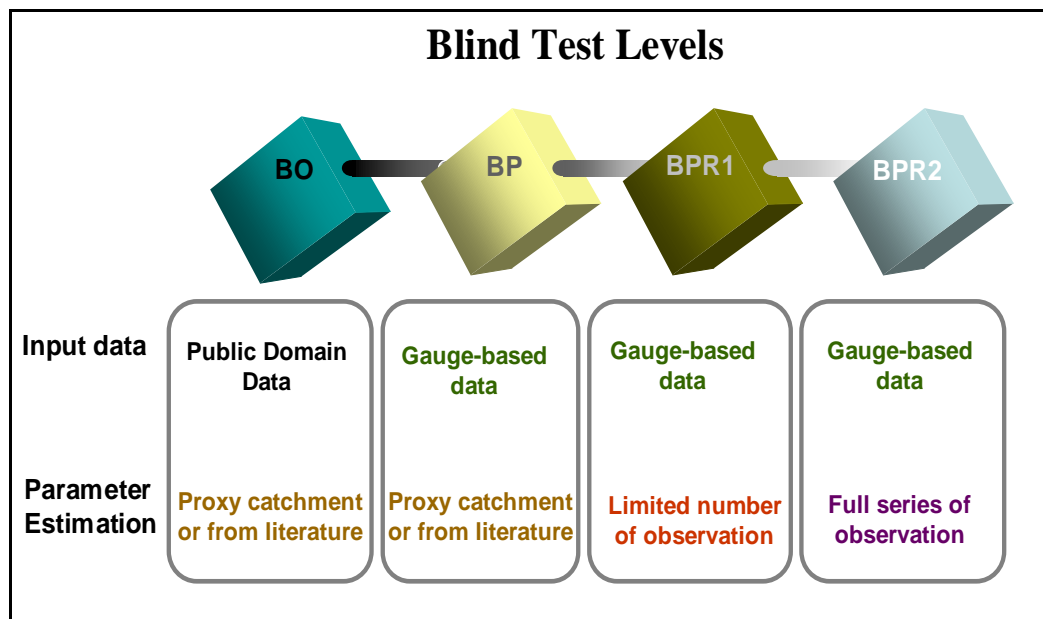 Blind Test Levels
BO
BP
BPR1
BPR2
Input data
Public Domain
Data
Gauge-based
data
Gauge-based
data
Gauge-based
data
Parameter
Estimation
Proxy catchment
or from literature
Proxy catchment
or from literature
Limited number
of observation
Full series of
observation